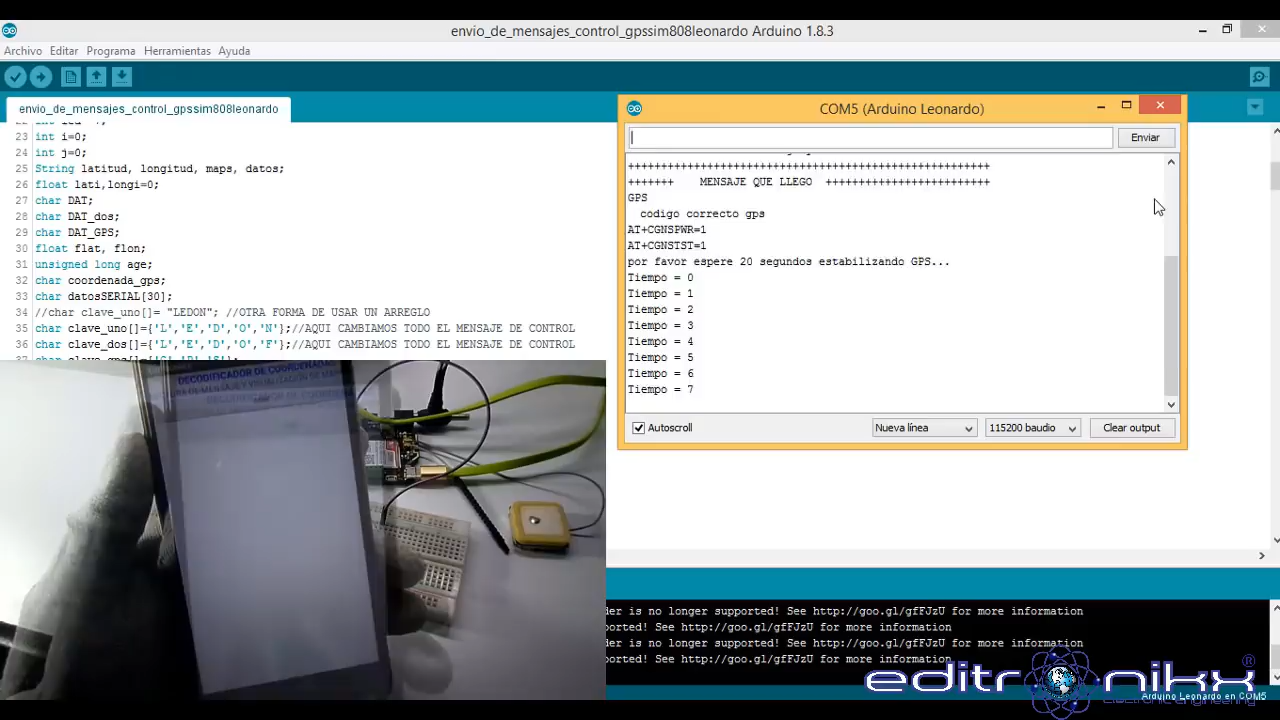 envio_de_mensajes_control_gpssim808leonardo Arduino 1.8.3
Archivo Editar Programa Herramientas Ayuda
envio_de_mensajes_control_gpssim808leonardo
23 int i=0;
24 int j=0;
25 String latitud, longitud, maps, datos;
26 float lati,longi=0;
27 char DAT;
28 char DAT_dos;
29 char DAT_GPS;
30 float flat, flon;
31 unsigned long age;
32 char coordenada_gps;
33 char datosSERIAL[30];
34 //char clave_uno[]= "LEDON"; //OTRA FORMA DE USAR UN ARREGLO
35 char clave_uno[]={'L','E','D','O','N'};//AQUI CAMBIAMOS TODO EL MENSAJE DE CONTROL
36 char clave_dos[]={'L','E','D','O','F'};//AQUI CAMBIAMOS TODO EL MENSAJE DE CONTROL
COM5 (Arduino Leonardo)
Enviar
+++++++++++++++++++++++++++++++++++++++++++++++++++++++
+++++++ MENSAJE QUE LLEGO +++++++++++++++++++++++++
GPS
codigo correcto gps
AT+CGNSPWR=1
AT+CGNSTST=1
por favor espere 20 segundos estabilizando GPS...
Tiempo = 0
Tiempo = 1
Tiempo = 2
Tiempo = 3
Tiempo = 4
Tiempo = 5
Tiempo = 6
Tiempo = 7
Autoscroll
Nueva línea
115200 baudio
Clear output
DECODIFICADOR DE COORDENADAS
der is no longer supported! See http://goo.gl/gfFJzU for more information
ported! See http://goo.gl/gfFJzU for more information
der is no longer supported! See http://goo.gl/gfFJzU for more information
ported! See http://goo.gl/gfFJzU for more information
editronikx ®
Electronic engineering
Arduino Leonardo en COM5